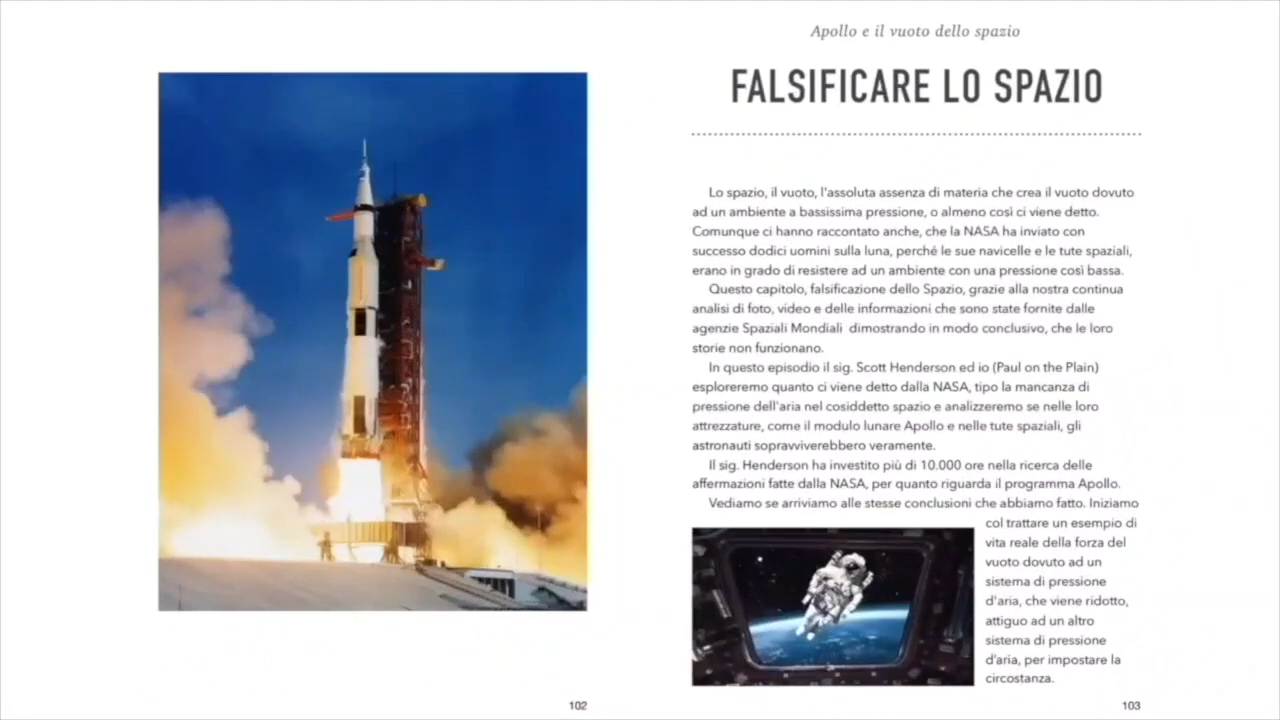 Apollo e il vuoto dello spazio
FALSIFICARE LO SPAZIO
Lo spazio, il vuoto, l'assoluta assenza di materia che crea il vuoto dovuto
ad un ambiente a bassissima pressione, o almeno così ci viene detto.
Comunque ci hanno raccontato anche, che la NASA ha inviato con
successo dodici uomini sulla luna, perché le sue navicelle e le tute spaziali,
erano in grado di resistere ad un ambiente con una pressione così bassa.
Questo capitolo, falsificazione dello Spazio, grazie alla nostra continua
analisi di foto, video e delle informazioni che sono state fornite dalle
agenzie Spaziali Mondiali dimostrando in modo conclusivo, che le loro
storie non funzionano.
In questo episodio il sig. Scott Henderson ed io (Paul on the Plain)
esploreremo quanto ci viene detto dalla NASA, tipo la mancanza di
pressione dell'aria nel cosiddetto spazio e analizzeremo se nelle loro
attrezzature, come il modulo lunare Apollo e nelle tute spaziali, gli
astronauti sopravviverebbero veramente.
Il sig. Henderson ha investito più di 10.000 ore nella ricerca delle
affermazioni fatte dalla NASA, per quanto riguarda il programma Apollo.
Vediamo se arriviamo alle stesse conclusioni che abbiamo fatto. Iniziamo
col trattare un esempio di
vita reale della forza del
vuoto dovuto ad un
sistema di pressione
d'aria, che viene ridotto,
attiguo ad un altro
sistema di pressione
d'aria, per impostare la
circostanza.
102
103